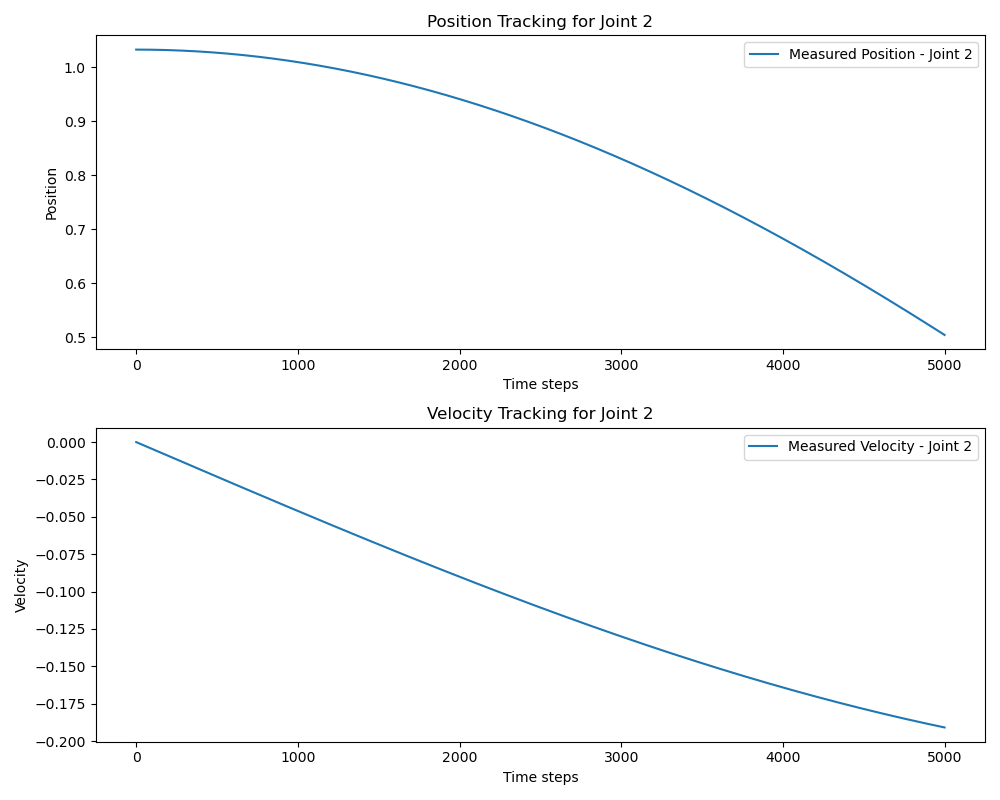 Position Tracking for Joint 2
Measured Position - Joint 2
1.0
0.9
0.8
0.7
0.6
0.5
Position
0 1000 2000 3000 4000 5000
Time steps
Velocity Tracking for Joint 2
Measured Velocity - Joint 2
0.000
−0.025
−0.050
−0.075
−0.100
−0.125
−0.150
−0.175
−0.200
Velocity
0 1000 2000 3000 4000 5000
Time steps